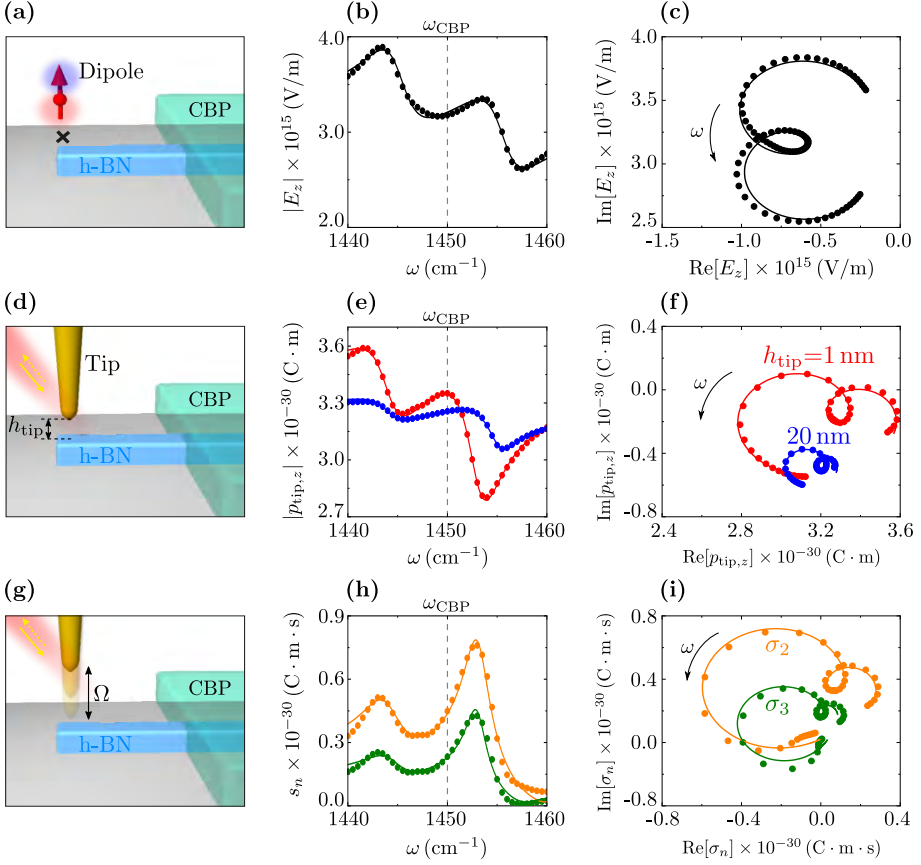 (a)
Dipole
CBP
h-BN
(b)
ω_CBP
4.0
3.5
3.0
2.5
2.0
|E_z| × 10^15 (V/m)
1440
1450
1460
ω (cm⁻¹)
(c)
4.0
3.5
3.0
2.5
Im[E_z] × 10^15 (V/m)
ω
-1.5
-1.0
-0.5
0.0
Re[E_z] × 10^15 (V/m)
(d)
Tip
CBP
h_tip
h-BN
(e)
ω_CBP
3.6
3.3
3.0
2.7
|p_tip,z| × 10^-30 (C · m)
1440
1450
1460
ω (cm⁻¹)
(f)
0.4
0.0
-0.4
-0.8
Im[p_tip,z] × 10^-30 (C · m)
h_tip=1 nm
ω
20 nm
2.4
2.8
3.2
3.6
Re[p_tip,z] × 10^-30 (C · m)
(g)
Ω
CBP
h-BN
(h)
ω_CBP
0.9
0.6
0.3
0.0
s_n × 10^-30 (C · m · s)
1440
1450
1460
ω (cm⁻¹)
(i)
0.8
0.4
0.0
-0.4
Im[σ_n] × 10^-30 (C · m · s)
ω
σ_2
σ_3
-0.8
-0.4
0.0
0.4
Re[σ_n] × 10^-30 (C · m · s)